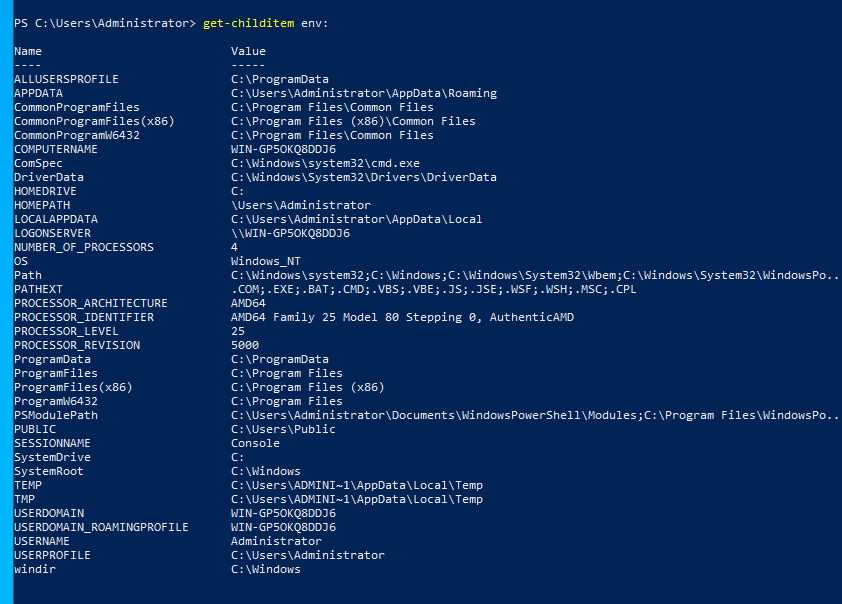 PS C:\Users\Administrator> get-childitem env:
Name Value
---- -----
ALLUSERSPROFILE C:\ProgramData
APPDATA C:\Users\Administrator\AppData\Roaming
CommonProgramFiles C:\Program Files\Common Files
CommonProgramFiles(x86) C:\Program Files (x86)\Common Files
CommonProgramW6432 C:\Program Files\Common Files
COMPUTERNAME WIN-GP5OKQ8DDJ6
ComSpec C:\Windows\system32\cmd.exe
DriverData C:\Windows\System32\Drivers\DriverData
HOMEDRIVE C:
HOMEPATH \Users\Administrator
LOCALAPPDATA C:\Users\Administrator\AppData\Local
LOGONSERVER \\WIN-GP5OKQ8DDJ6
NUMBER_OF_PROCESSORS 4
OS Windows_NT
Path C:\Windows\system32;C:\Windows;C:\Windows\System32\Wbem;C:\Windows\System32\WindowsPo..
PATHEXT .COM;.EXE;.BAT;.CMD;.VBS;.VBE;.JS;.JSE;.WSF;.WSH;.MSC;.CPL
PROCESSOR_ARCHITECTURE AMD64
PROCESSOR_IDENTIFIER AMD64 Family 25 Model 80 Stepping 0, AuthenticAMD
PROCESSOR_LEVEL 25
PROCESSOR_REVISION 5000
ProgramData C:\ProgramData
ProgramFiles C:\Program Files
ProgramFiles(x86) C:\Program Files (x86)
ProgramW6432 C:\Program Files
PSModulePath C:\Users\Administrator\Documents\WindowsPowerShell\Modules;C:\Program Files\WindowsPo..
PUBLIC C:\Users\Public
SESSIONNAME Console
SystemDrive C:
SystemRoot C:\Windows
TEMP C:\Users\ADMINI~1\AppData\Local\Temp
TMP C:\Users\ADMINI~1\AppData\Local\Temp
USERDOMAIN WIN-GP5OKQ8DDJ6
USERDOMAIN_ROAMINGPROFILE WIN-GP5OKQ8DDJ6
USERNAME Administrator
USERPROFILE C:\Users\Administrator
windir C:\Windows